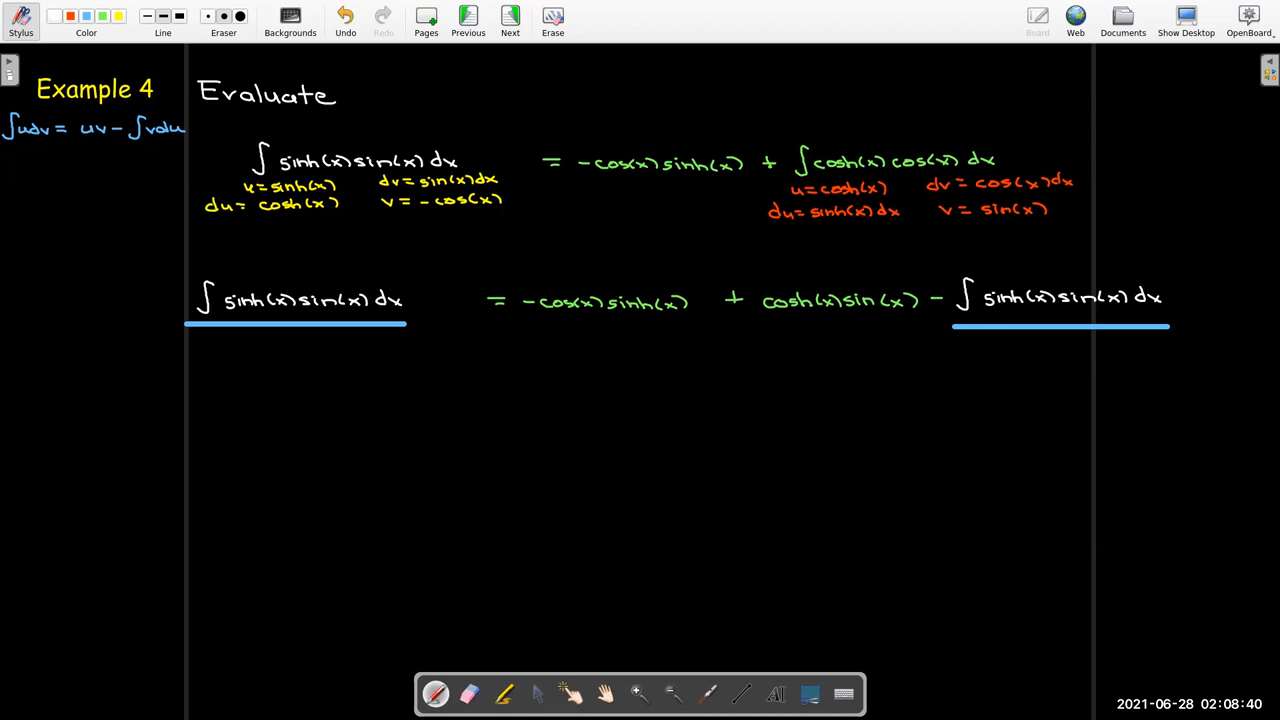 Stylus Color Line Eraser Backgrounds Undo Redo Pages Previous Next Erase Board Web Documents Show Desktop OpenBoard
Example 4 Evaluate
∫udv = uv - ∫vdu
∫ sinh(x) sin(x) dx = -cos(x) sinh(x) + ∫ cosh(x) cos(x) dx
u = sinh(x) dv = sin(x) dx u = cosh(x) dv = cos(x) dx
du = cosh(x) v = -cos(x) du = sinh(x) dx v = sin(x)
∫ sinh(x) sin(x) dx = -cos(x) sinh(x) + cosh(x) sin(x) - ∫ sinh(x) sin(x) dx
AI
2021-06-28 02:08:40